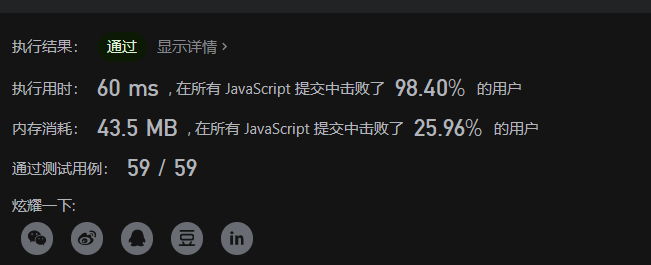 执行结果： 通过 显示详情 >
执行用时： 60 ms , 在所有 JavaScript 提交中击败了 98.40% 的用户
内存消耗： 43.5 MB , 在所有 JavaScript 提交中击败了 25.96% 的用户
通过测试用例： 59 / 59
炫耀一下:
豆 in